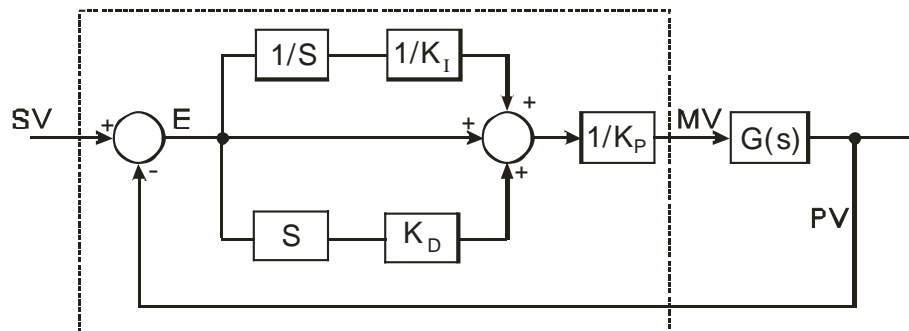 1/S
1/K_I
+
SV
+
E
+
1/K_P
MV
G(s)
-
+
S
K_D
PV